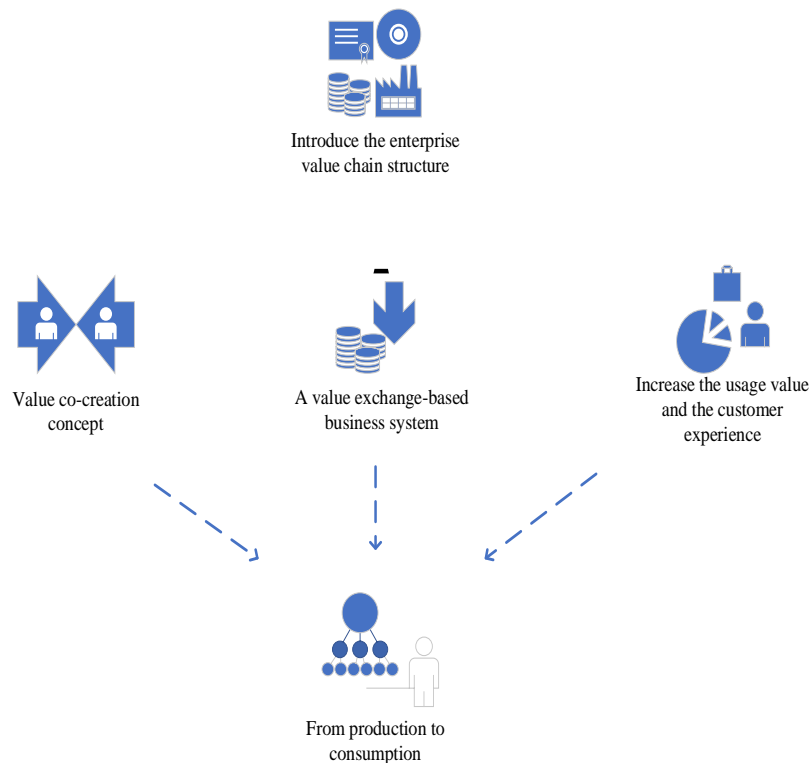 Introduce the enterprise
value chain structure
Value co-creation
concept
A value exchange-based
business system
Increase the usage value
and the customer
experience
From production to
consumption